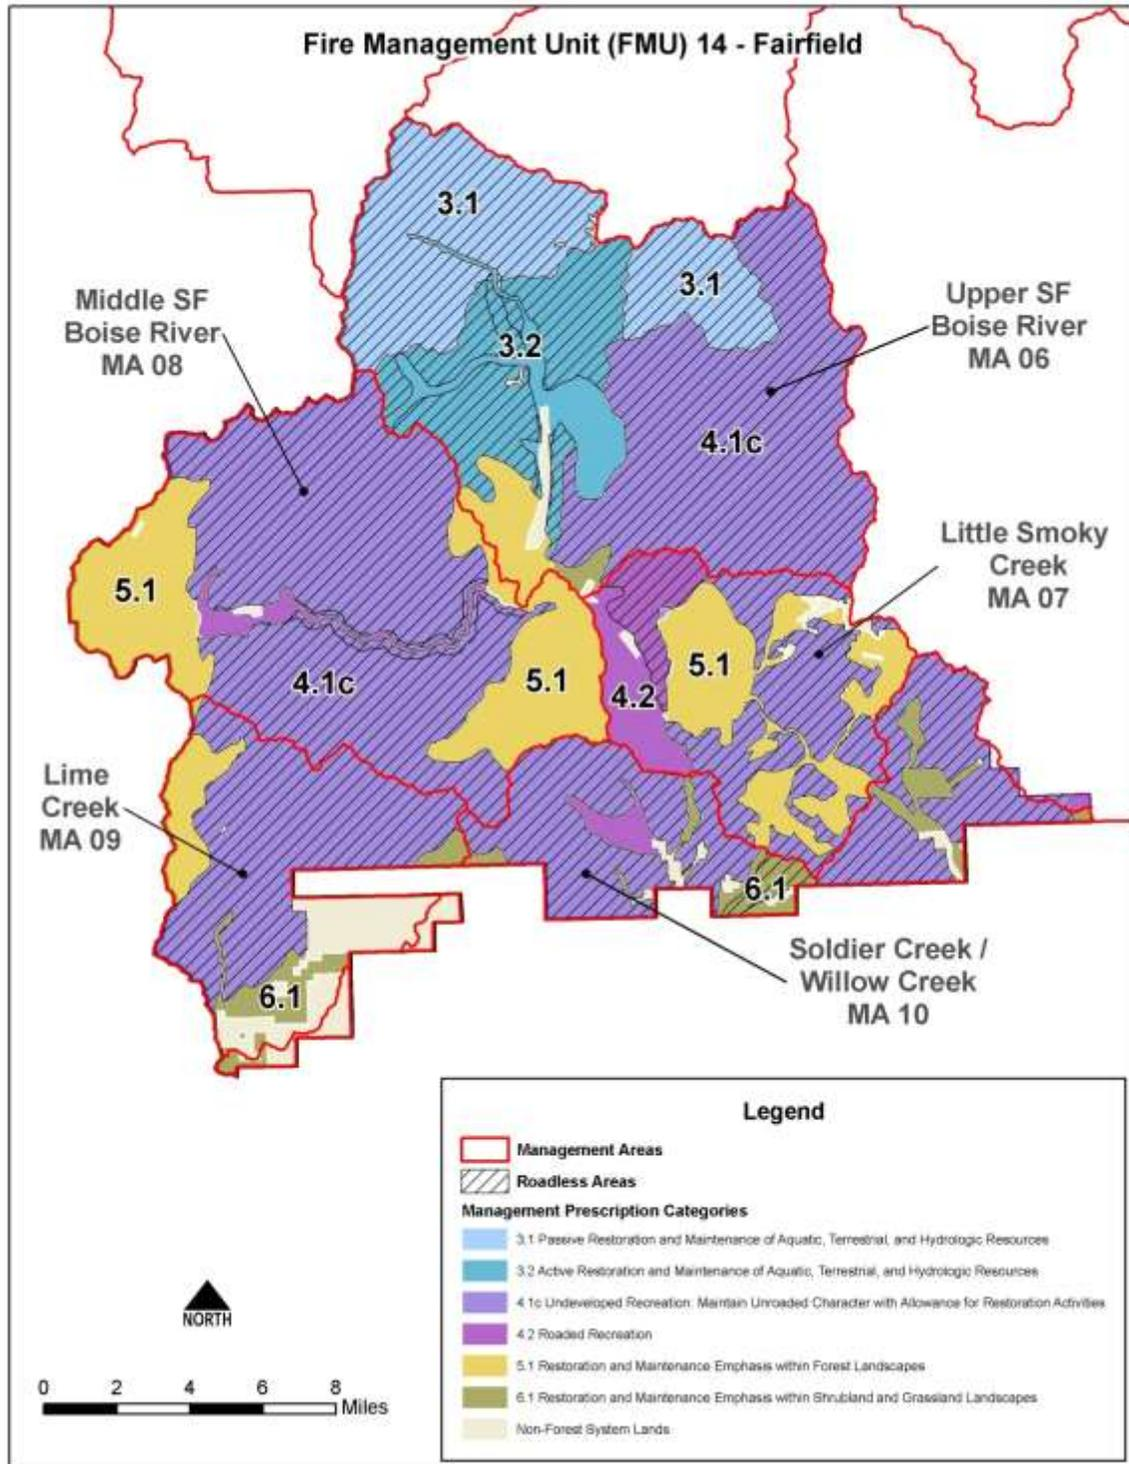 Fire Management Unit (FMU) 14 - Fairfield
3.1
3.1
Middle SF
Boise River
MA 08
Upper SF
Boise River
MA 06
3.2
4.1c
Little Smoky
Creek
MA 07
5.1
4.1c
5.1
4.2
5.1
Lime
Creek
MA 09
6.1
Soldier Creek /
Willow Creek
MA 10
6.1
Legend
Management Areas
Roadless Areas
Management Prescription Categories
3.1 Passive Restoration and Maintenance of Aquatic, Terrestrial, and Hydrologic Resources
3.2 Active Restoration and Maintenance of Aquatic, Terrestrial, and Hydrologic Resources
4.1c Undeveloped Recreation: Maintain Unroaded Character with Allowance for Restoration Activities
4.2 Roaded Recreation
5.1 Restoration and Maintenance Emphasis within Forest Landscapes
6.1 Restoration and Maintenance Emphasis within Shrubland and Grassland Landscapes
Non-Forest System Lands
NORTH
0 2 4 6 8
Miles